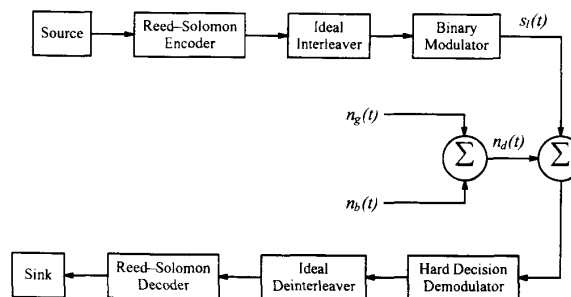 Source
Reed–Solomon
Encoder
Ideal
Interleaver
Binary
Modulator
s_l(t)
n_g(t)
Σ
n_d(t)
Σ
n_b(t)
Sink
Reed–Solomon
Decoder
Ideal
Deinterleaver
Hard Decision
Demodulator